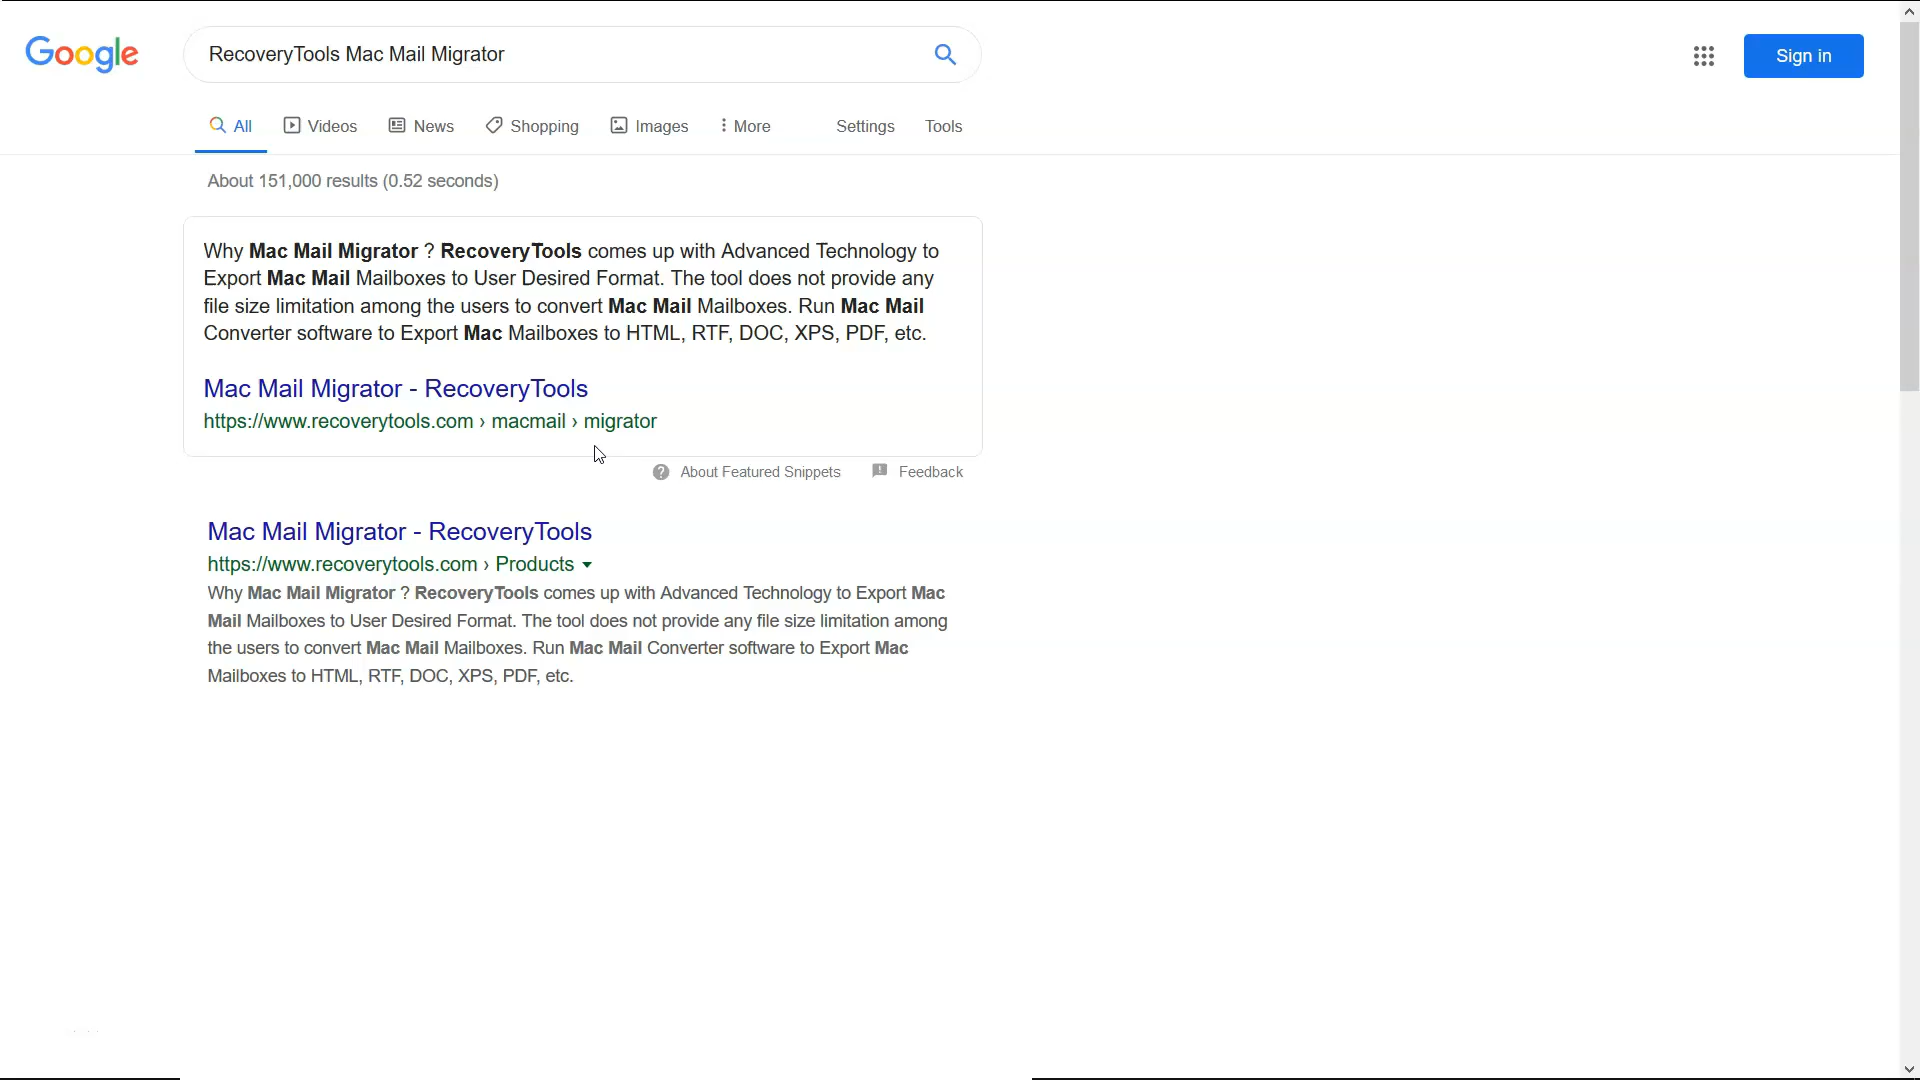 Google
RecoveryTools Mac Mail Migrator
Sign in
All Videos News Shopping Images More Settings Tools
About 151,000 results (0.52 seconds)
Why Mac Mail Migrator ? RecoveryTools comes up with Advanced Technology to
Export Mac Mail Mailboxes to User Desired Format. The tool does not provide any
file size limitation among the users to convert Mac Mail Mailboxes. Run Mac Mail
Converter software to Export Mac Mailboxes to HTML, RTF, DOC, XPS, PDF, etc.
Mac Mail Migrator - RecoveryTools
https://www.recoverytools.com › macmail › migrator
About Featured Snippets Feedback
Mac Mail Migrator - RecoveryTools
https://www.recoverytools.com › Products
Why Mac Mail Migrator ? RecoveryTools comes up with Advanced Technology to Export Mac
Mail Mailboxes to User Desired Format. The tool does not provide any file size limitation among
the users to convert Mac Mail Mailboxes. Run Mac Mail Converter software to Export Mac
Mailboxes to HTML, RTF, DOC, XPS, PDF, etc.